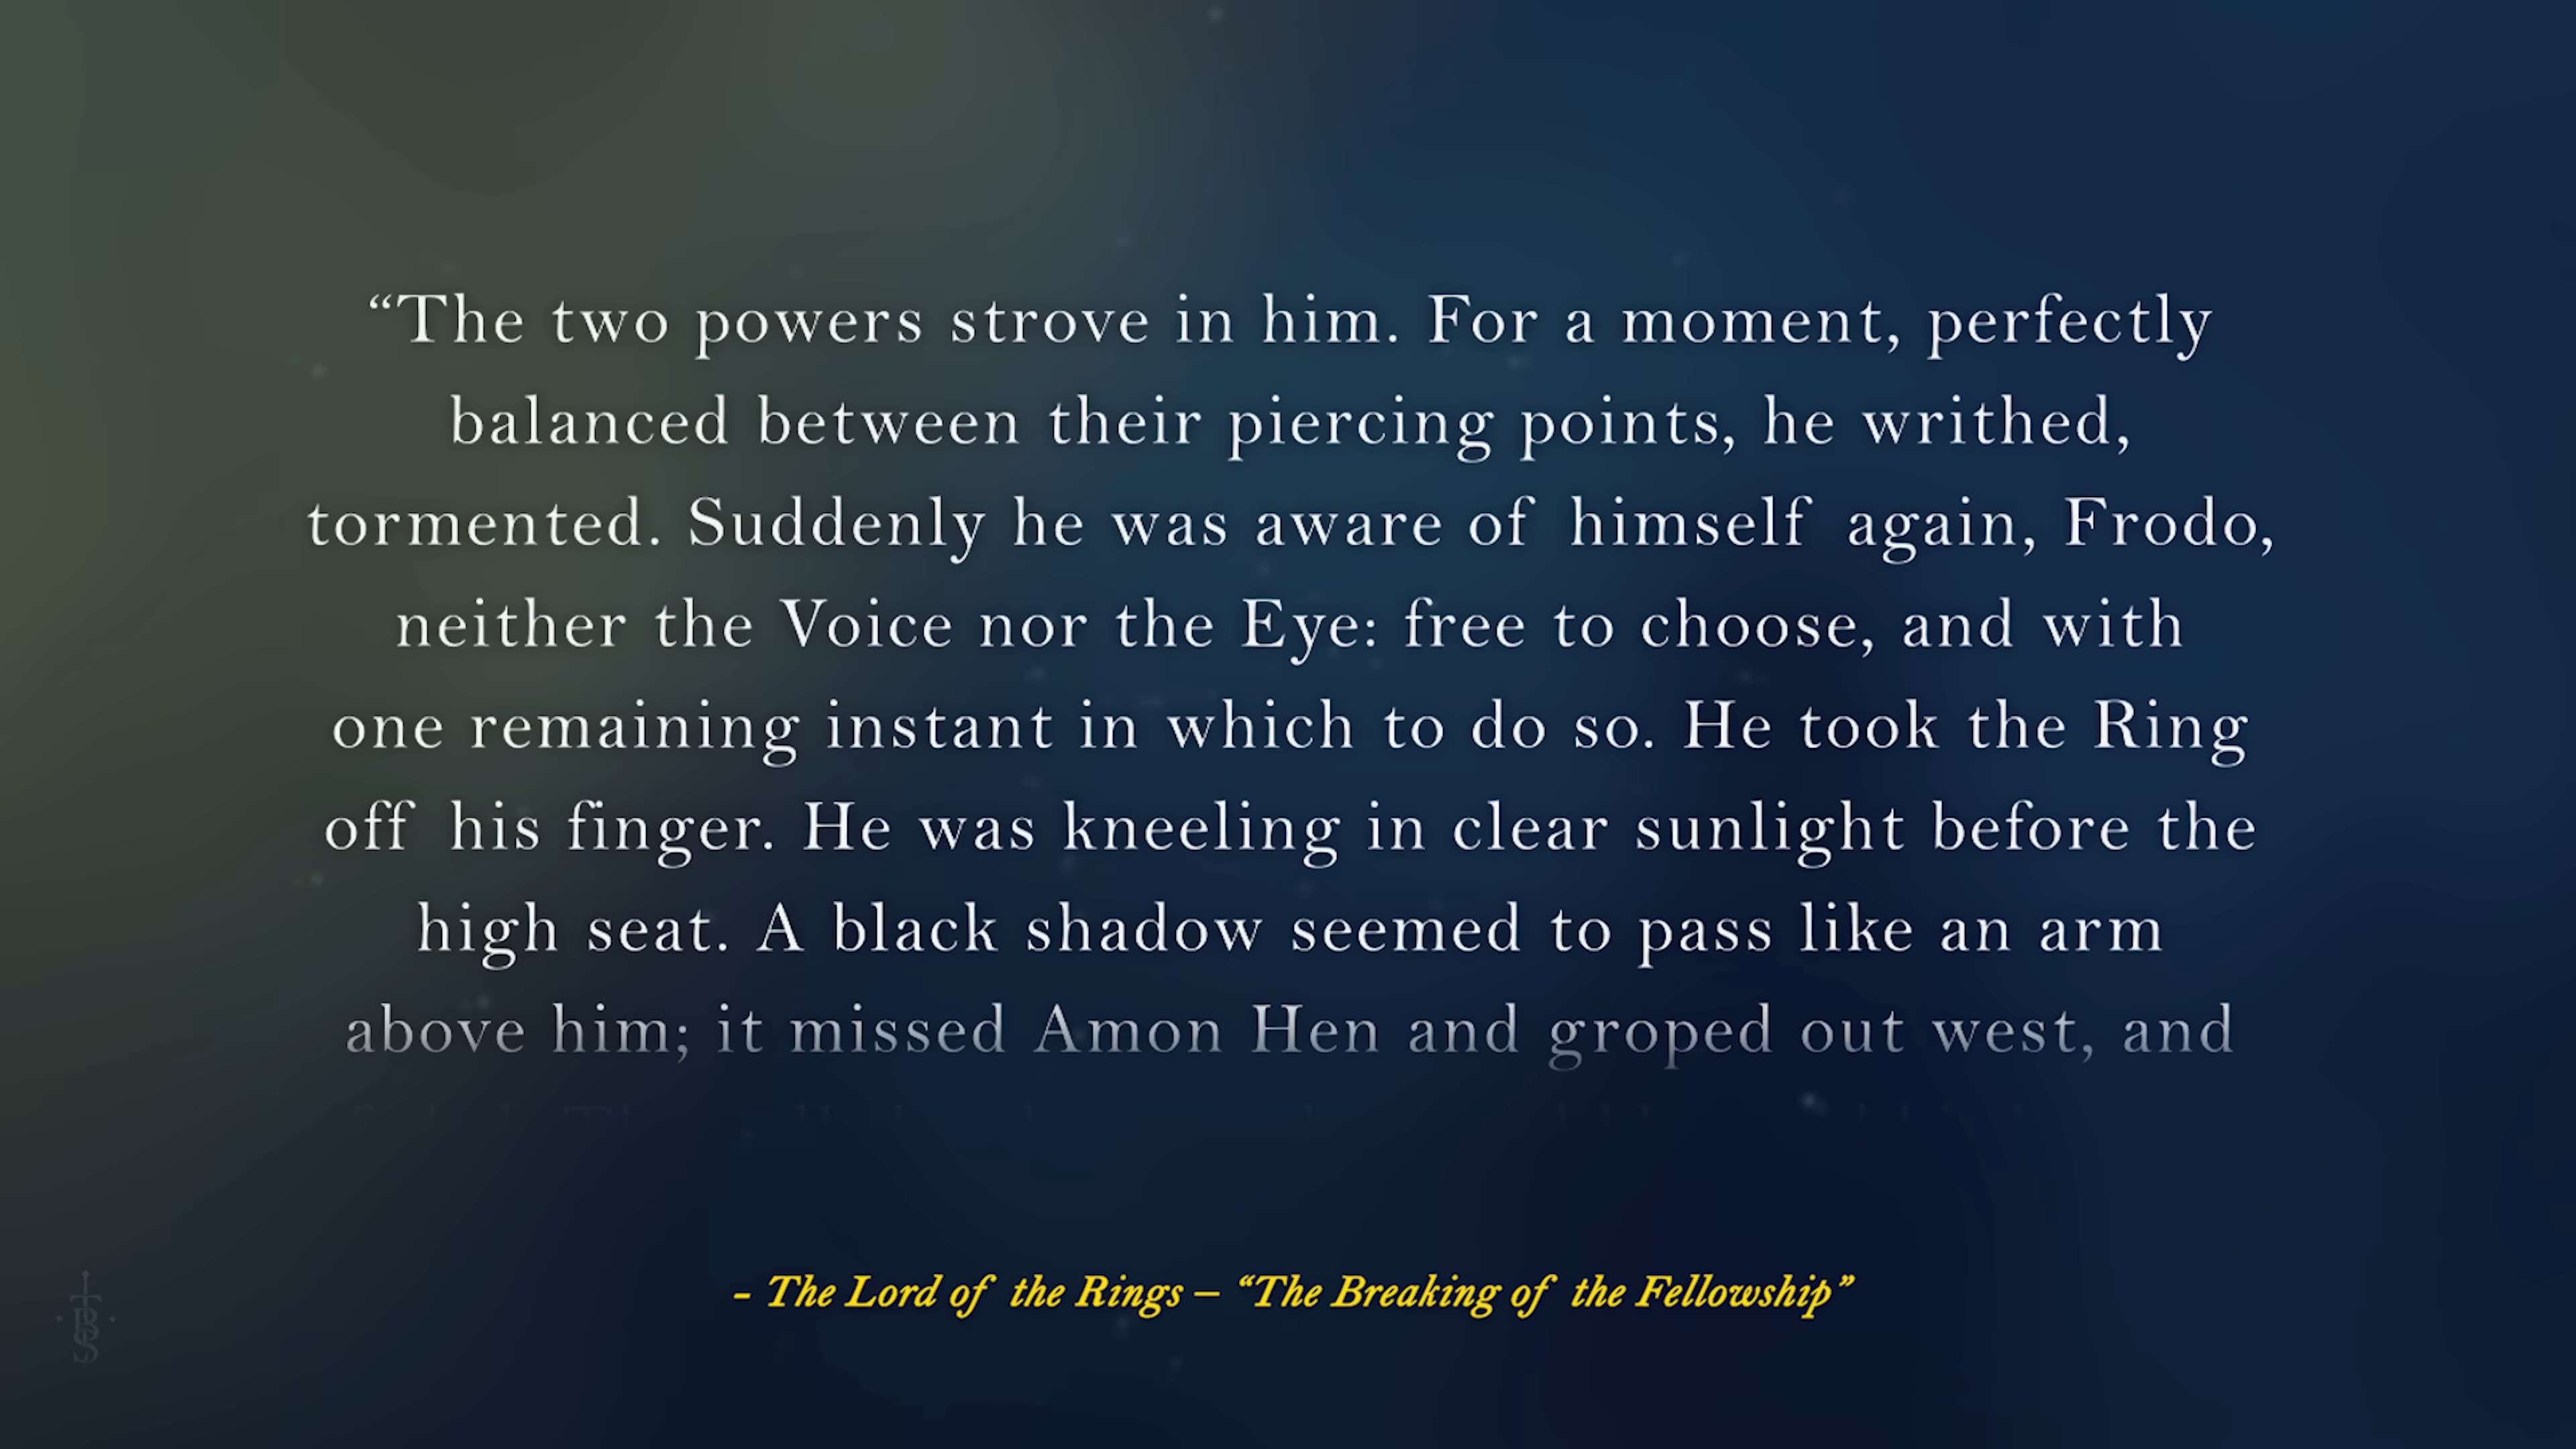 “The two powers strove in him. For a moment, perfectly
balanced between their piercing points, he writhed,
tormented. Suddenly he was aware of himself again, Frodo,
neither the Voice nor the Eye: free to choose, and with
one remaining instant in which to do so. He took the Ring
off his finger. He was kneeling in clear sunlight before the
high seat. A black shadow seemed to pass like an arm
above him; it missed Amon Hen and groped out west, and
- The Lord of the Rings – “The Breaking of the Fellowship”